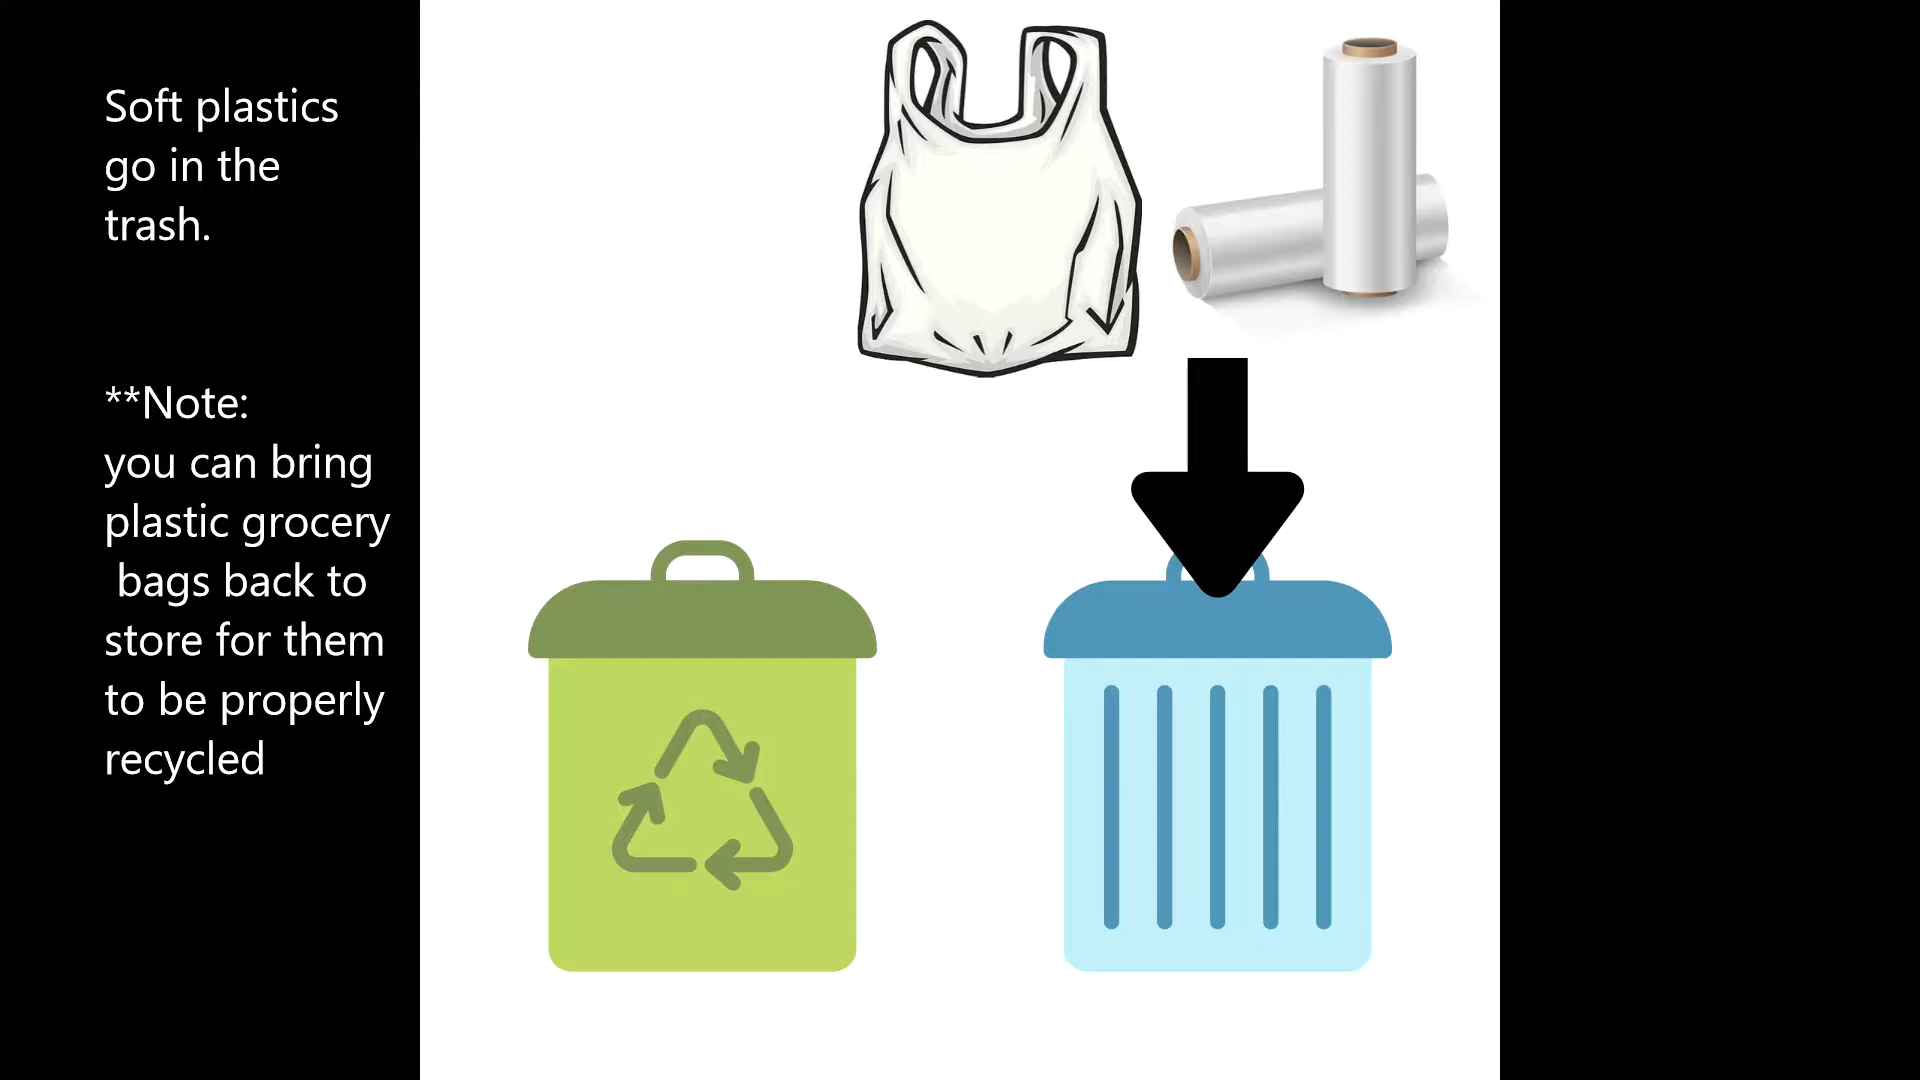 Soft plastics
go in the
trash.
**Note:
you can bring
plastic grocery
bags back to
store for them
to be properly
recycled